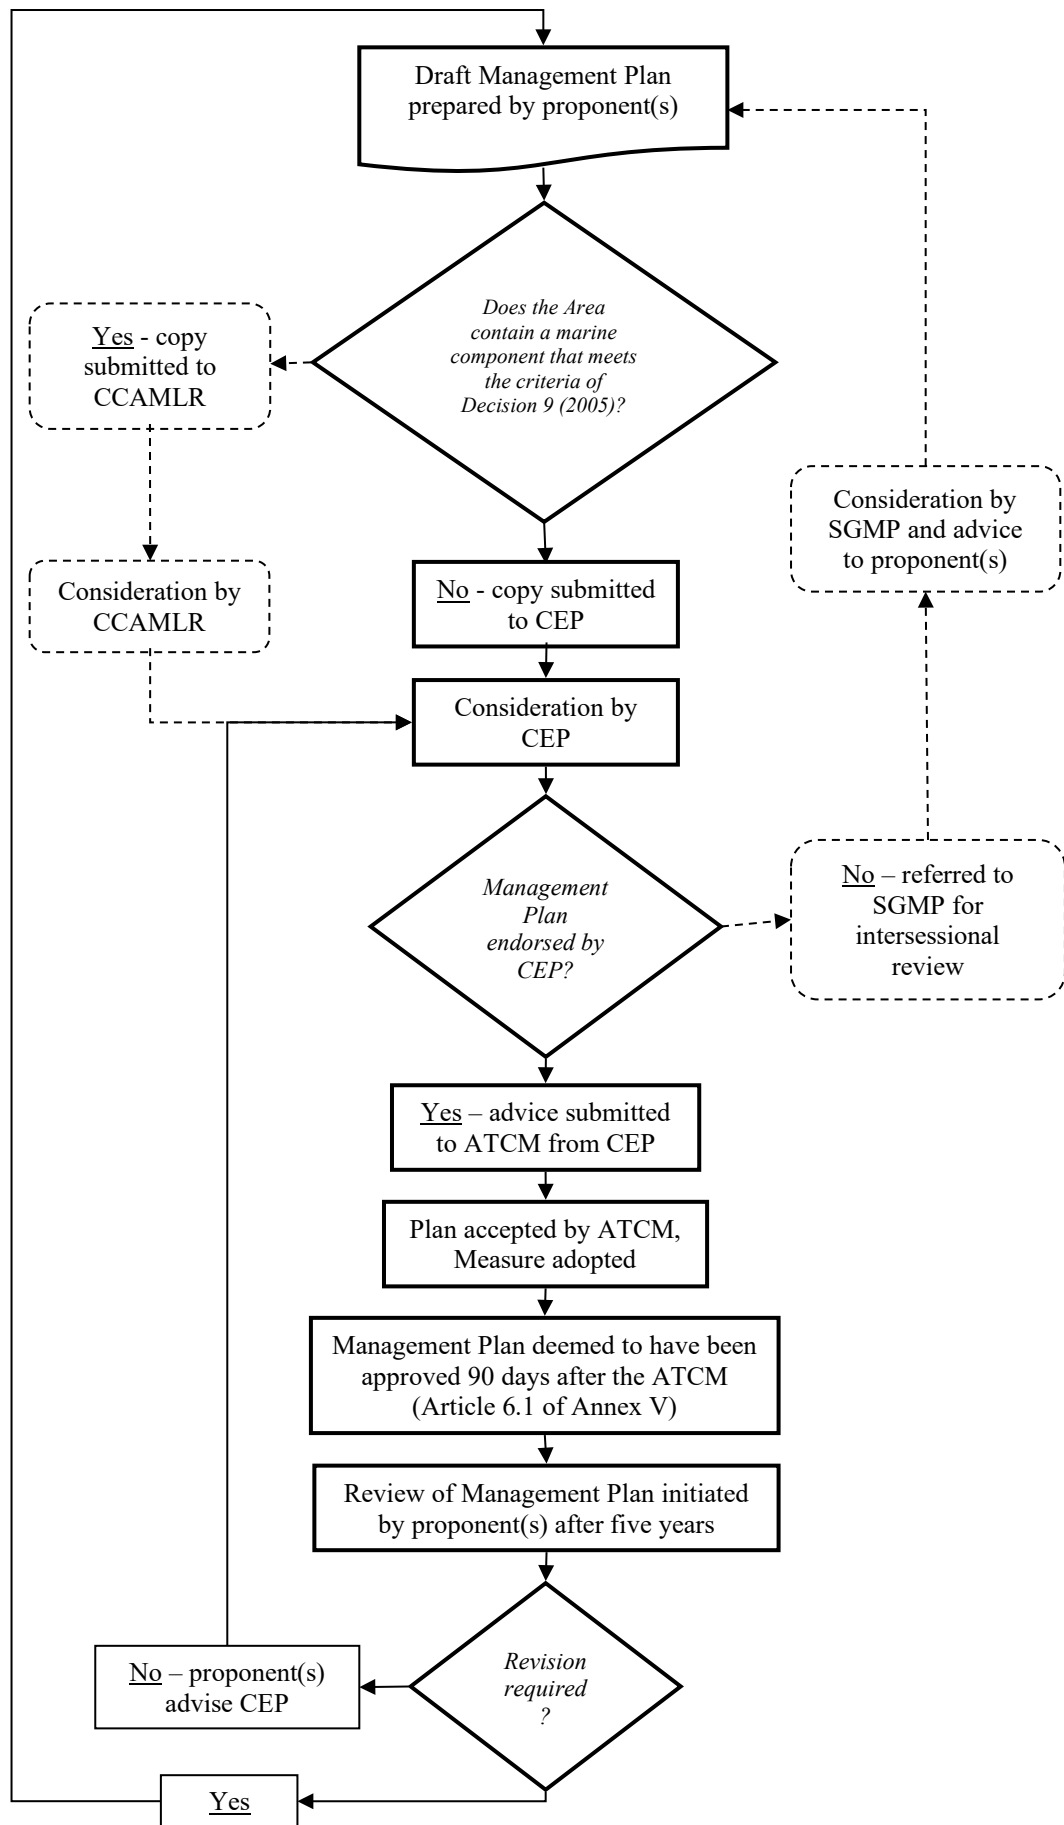 Draft Management Plan
prepared by proponent(s)
Does the Area
contain a marine
component that meets
the criteria of
Decision 9 (2005)?
Yes - copy
submitted to
CCAMLR
Consideration by
CCAMLR
No - copy submitted
to CEP
Consideration by
SGMP and advice
to proponent(s)
Consideration by
CEP
Management
Plan
endorsed by
CEP?
No – referred to
SGMP for
intersessional
review
Yes – advice submitted
to ATCM from CEP
Plan accepted by ATCM,
Measure adopted
Management Plan deemed to have been
approved 90 days after the ATCM
(Article 6.1 of Annex V)
Review of Management Plan initiated
by proponent(s) after five years
Revision
required
?
No – proponent(s)
advise CEP
Yes